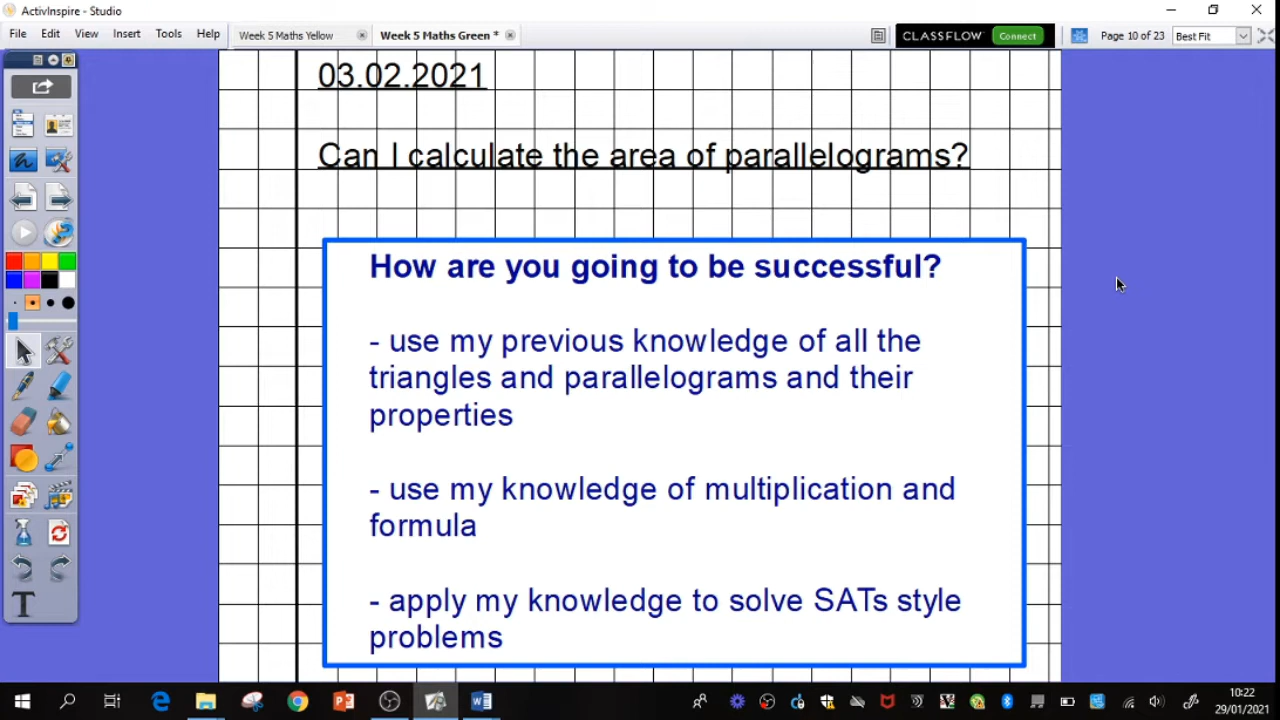 ActivInspire - Studio
File Edit View Insert Tools Help Week 5 Maths Yellow Week 5 Maths Green * CLASSFLOW Connect Page 10 of 23 Best Fit
03.02.2021
Can I calculate the area of parallelograms?
How are you going to be successful?
- use my previous knowledge of all the
triangles and parallelograms and their
properties
- use my knowledge of multiplication and
formula
- apply my knowledge to solve SATs style
problems
10:22
29/01/2021